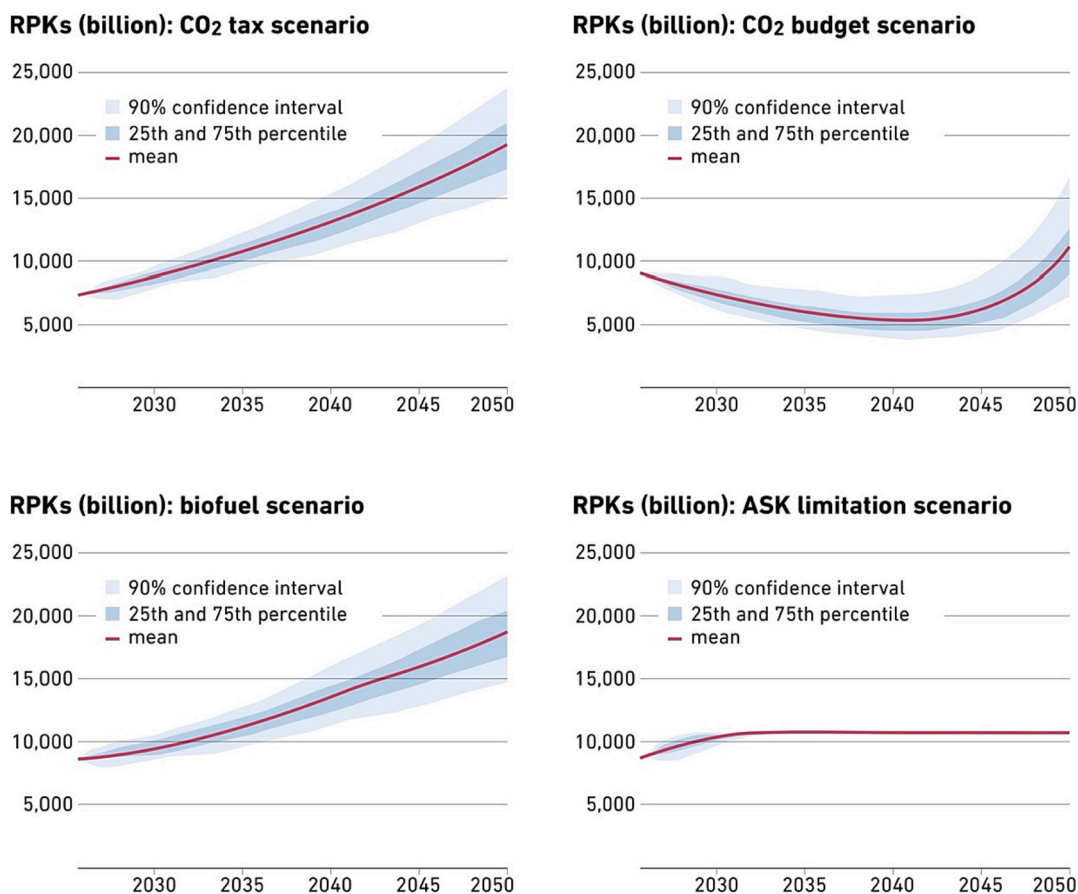 RPKs (billion): CO2 tax scenario
25,000
90% confidence interval
20,000
25th and 75th percentile
mean
15,000
10,000
5,000
2030 2035 2040 2045 2050
RPKs (billion): CO2 budget scenario
25,000
90% confidence interval
20,000
25th and 75th percentile
mean
15,000
10,000
5,000
2030 2035 2040 2045 2050
RPKs (billion): biofuel scenario
25,000
90% confidence interval
20,000
25th and 75th percentile
mean
15,000
10,000
5,000
2030 2035 2040 2045 2050
RPKs (billion): ASK limitation scenario
25,000
90% confidence interval
20,000
25th and 75th percentile
mean
15,000
10,000
5,000
2030 2035 2040 2045 2050